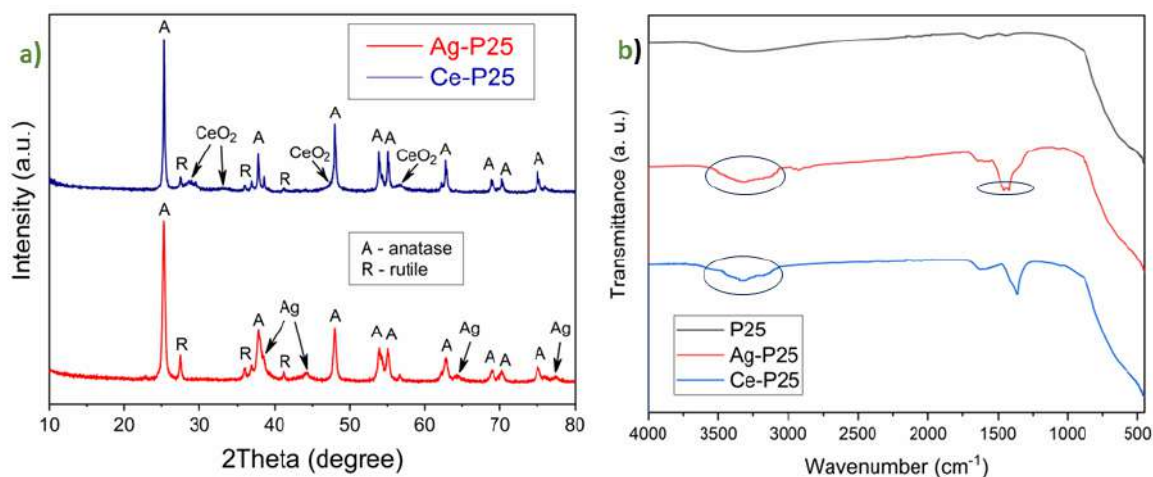 a)
Intensity (a.u.)
Ag-P25
Ce-P25
A
R
CeO₂
R
A
R
CeO₂
A
A
A
CeO₂
A
A
A
A
A - anatase
R - rutile
A
R
R
A
Ag
R
A
A
A
A
Ag
A
A
A
Ag
10
20
30
40
50
60
70
80
2Theta (degree)
b)
Transmittance (a. u.)
P25
Ag-P25
Ce-P25
4000
3500
3000
2500
2000
1500
1000
500
Wavenumber (cm⁻¹)